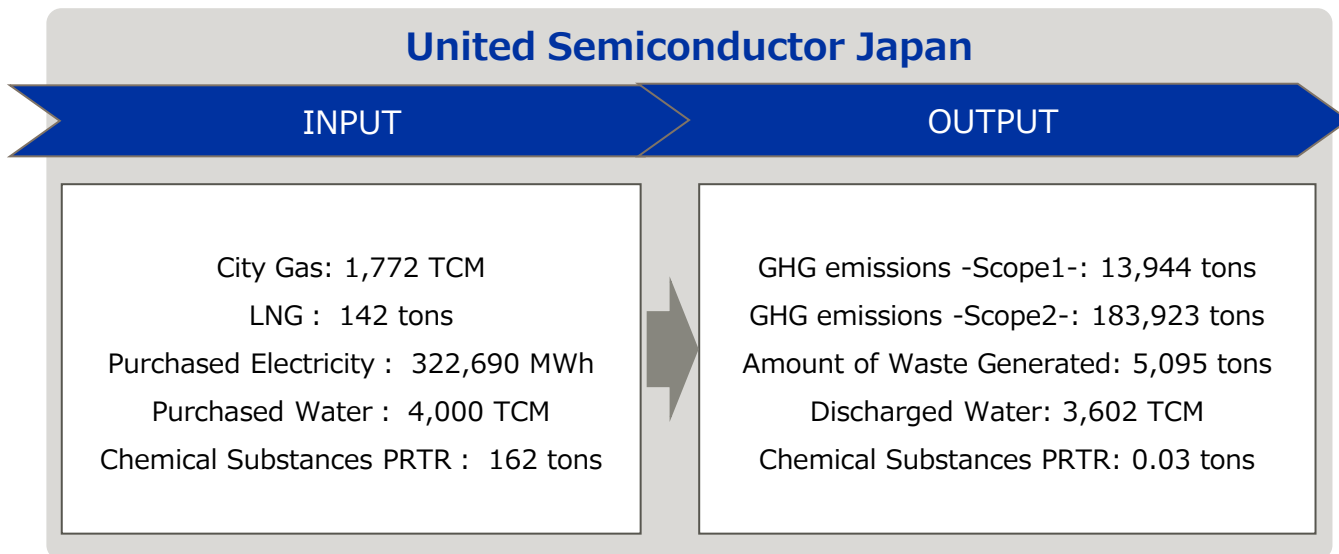 United Semiconductor Japan
INPUT
OUTPUT
City Gas: 1,772 TCM
LNG : 142 tons
Purchased Electricity : 322,690 MWh
Purchased Water : 4,000 TCM
Chemical Substances PRTR : 162 tons
GHG emissions -Scope1-: 13,944 tons
GHG emissions -Scope2-: 183,923 tons
Amount of Waste Generated: 5,095 tons
Discharged Water: 3,602 TCM
Chemical Substances PRTR: 0.03 tons